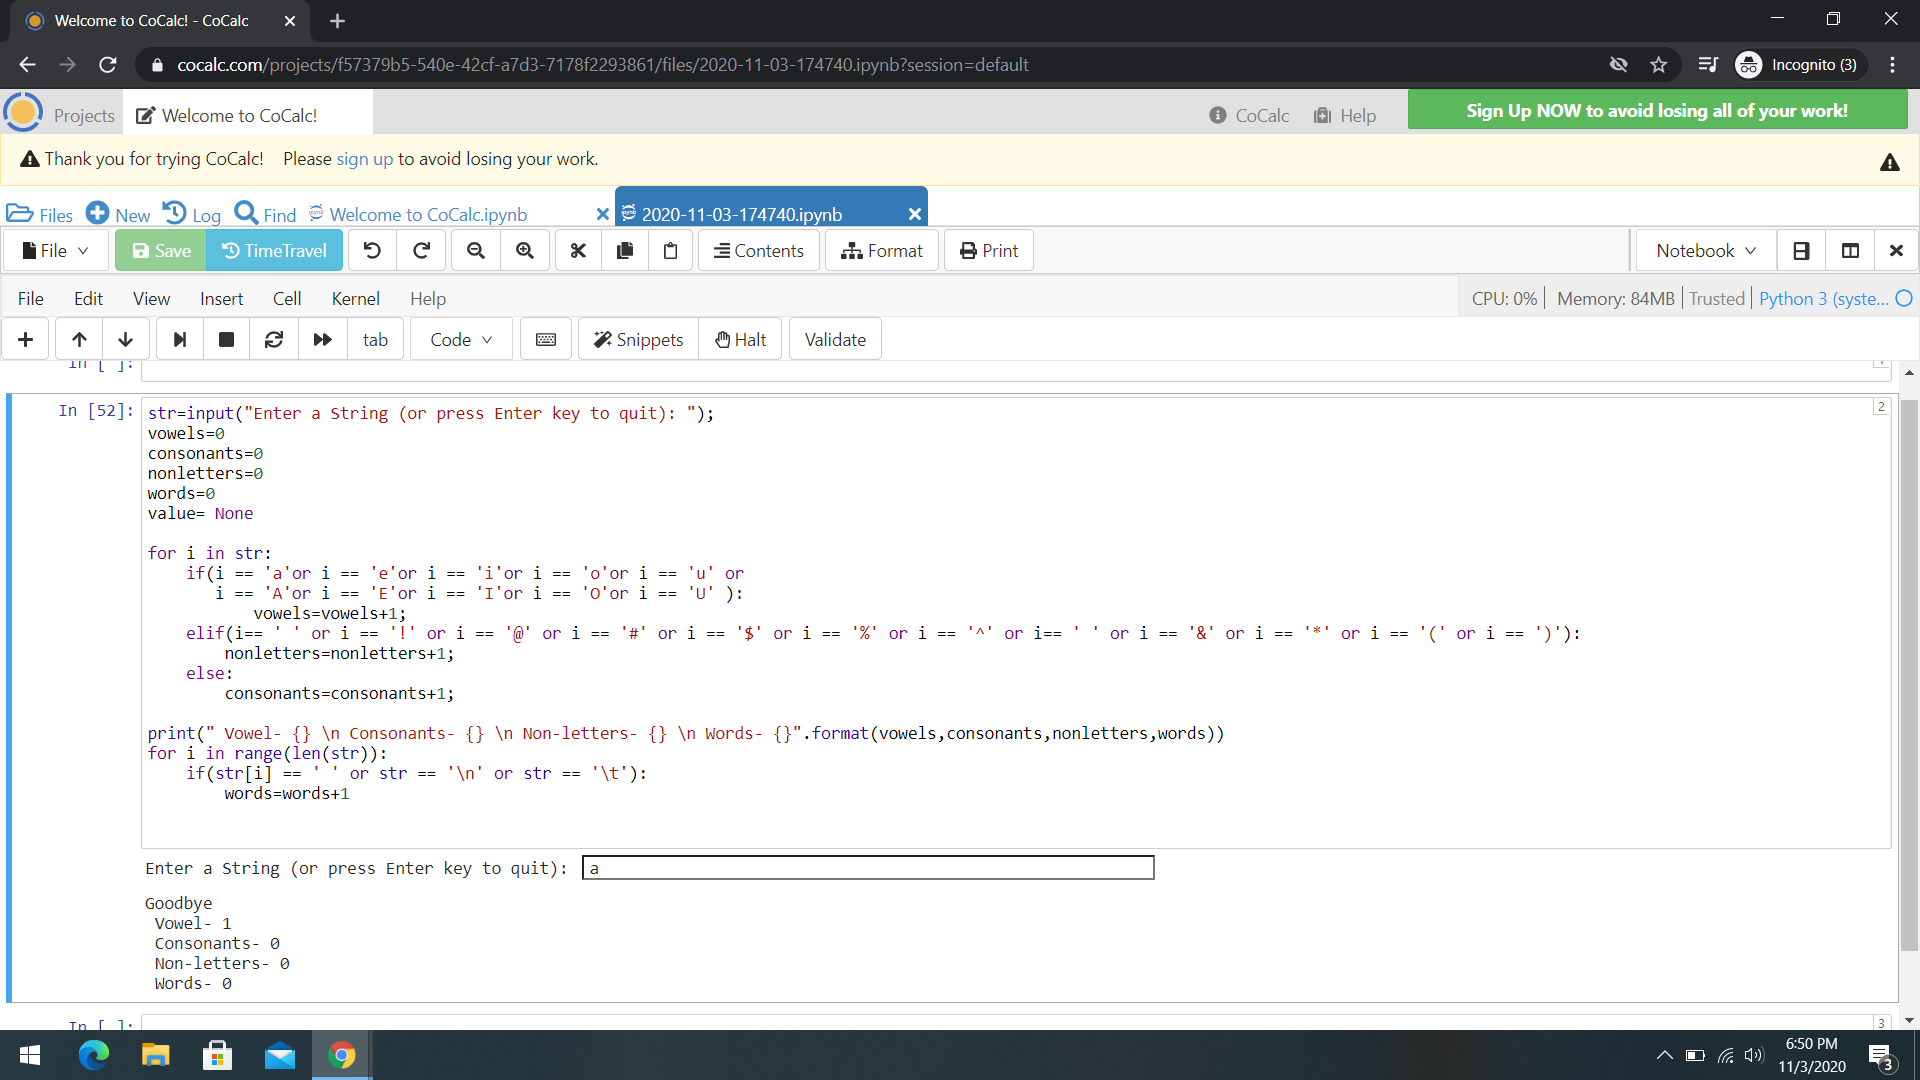 Welcome to CoCalc! - CoCalc
cocalc.com/projects/f57379b5-540e-42cf-a7d3-7178f2293861/files/2020-11-03-174740.ipynb?session=default
Incognito (3)
Projects
Welcome to CoCalc!
CoCalc
Help
Sign Up NOW to avoid losing all of your work!
Thank you for trying CoCalc! Please sign up to avoid losing your work.
Files
New
Log
Find
Welcome to CoCalc.ipynb
2020-11-03-174740.ipynb
File
Save
TimeTravel
Contents
Format
Print
Notebook
File Edit View Insert Cell Kernel Help
CPU: 0%
Memory: 84MB
Trusted
Python 3 (syste...
tab
Code
Snippets
Halt
Validate
In [ ]:
In [52]:
2
str=input("Enter a String (or press Enter key to quit): ");
vowels=0
consonants=0
nonletters=0
words=0
value= None
for i in str:
    if(i == 'a'or i == 'e'or i == 'i'or i == 'o'or i == 'u' or
       i == 'A'or i == 'E'or i == 'I'or i == 'O'or i == 'U' ):
           vowels=vowels+1;
    elif(i== ' ' or i == '!' or i == '@' or i == '#' or i == '$' or i == '%' or i == '^' or i== ' ' or i == '&' or i == '*' or i == '(' or i == ')'):
        nonletters=nonletters+1;
    else:
        consonants=consonants+1;
print(" Vowel- {} \n Consonants- {} \n Non-letters- {} \n Words- {}".format(vowels,consonants,nonletters,words))
for i in range(len(str)):
    if(str[i] == ' ' or str == '\n' or str == '\t'):
        words=words+1
Enter a String (or press Enter key to quit): a
Goodbye
Vowel- 1
Consonants- 0
Non-letters- 0
Words- 0
In [ ]:
3
6:50 PM
11/3/2020
3